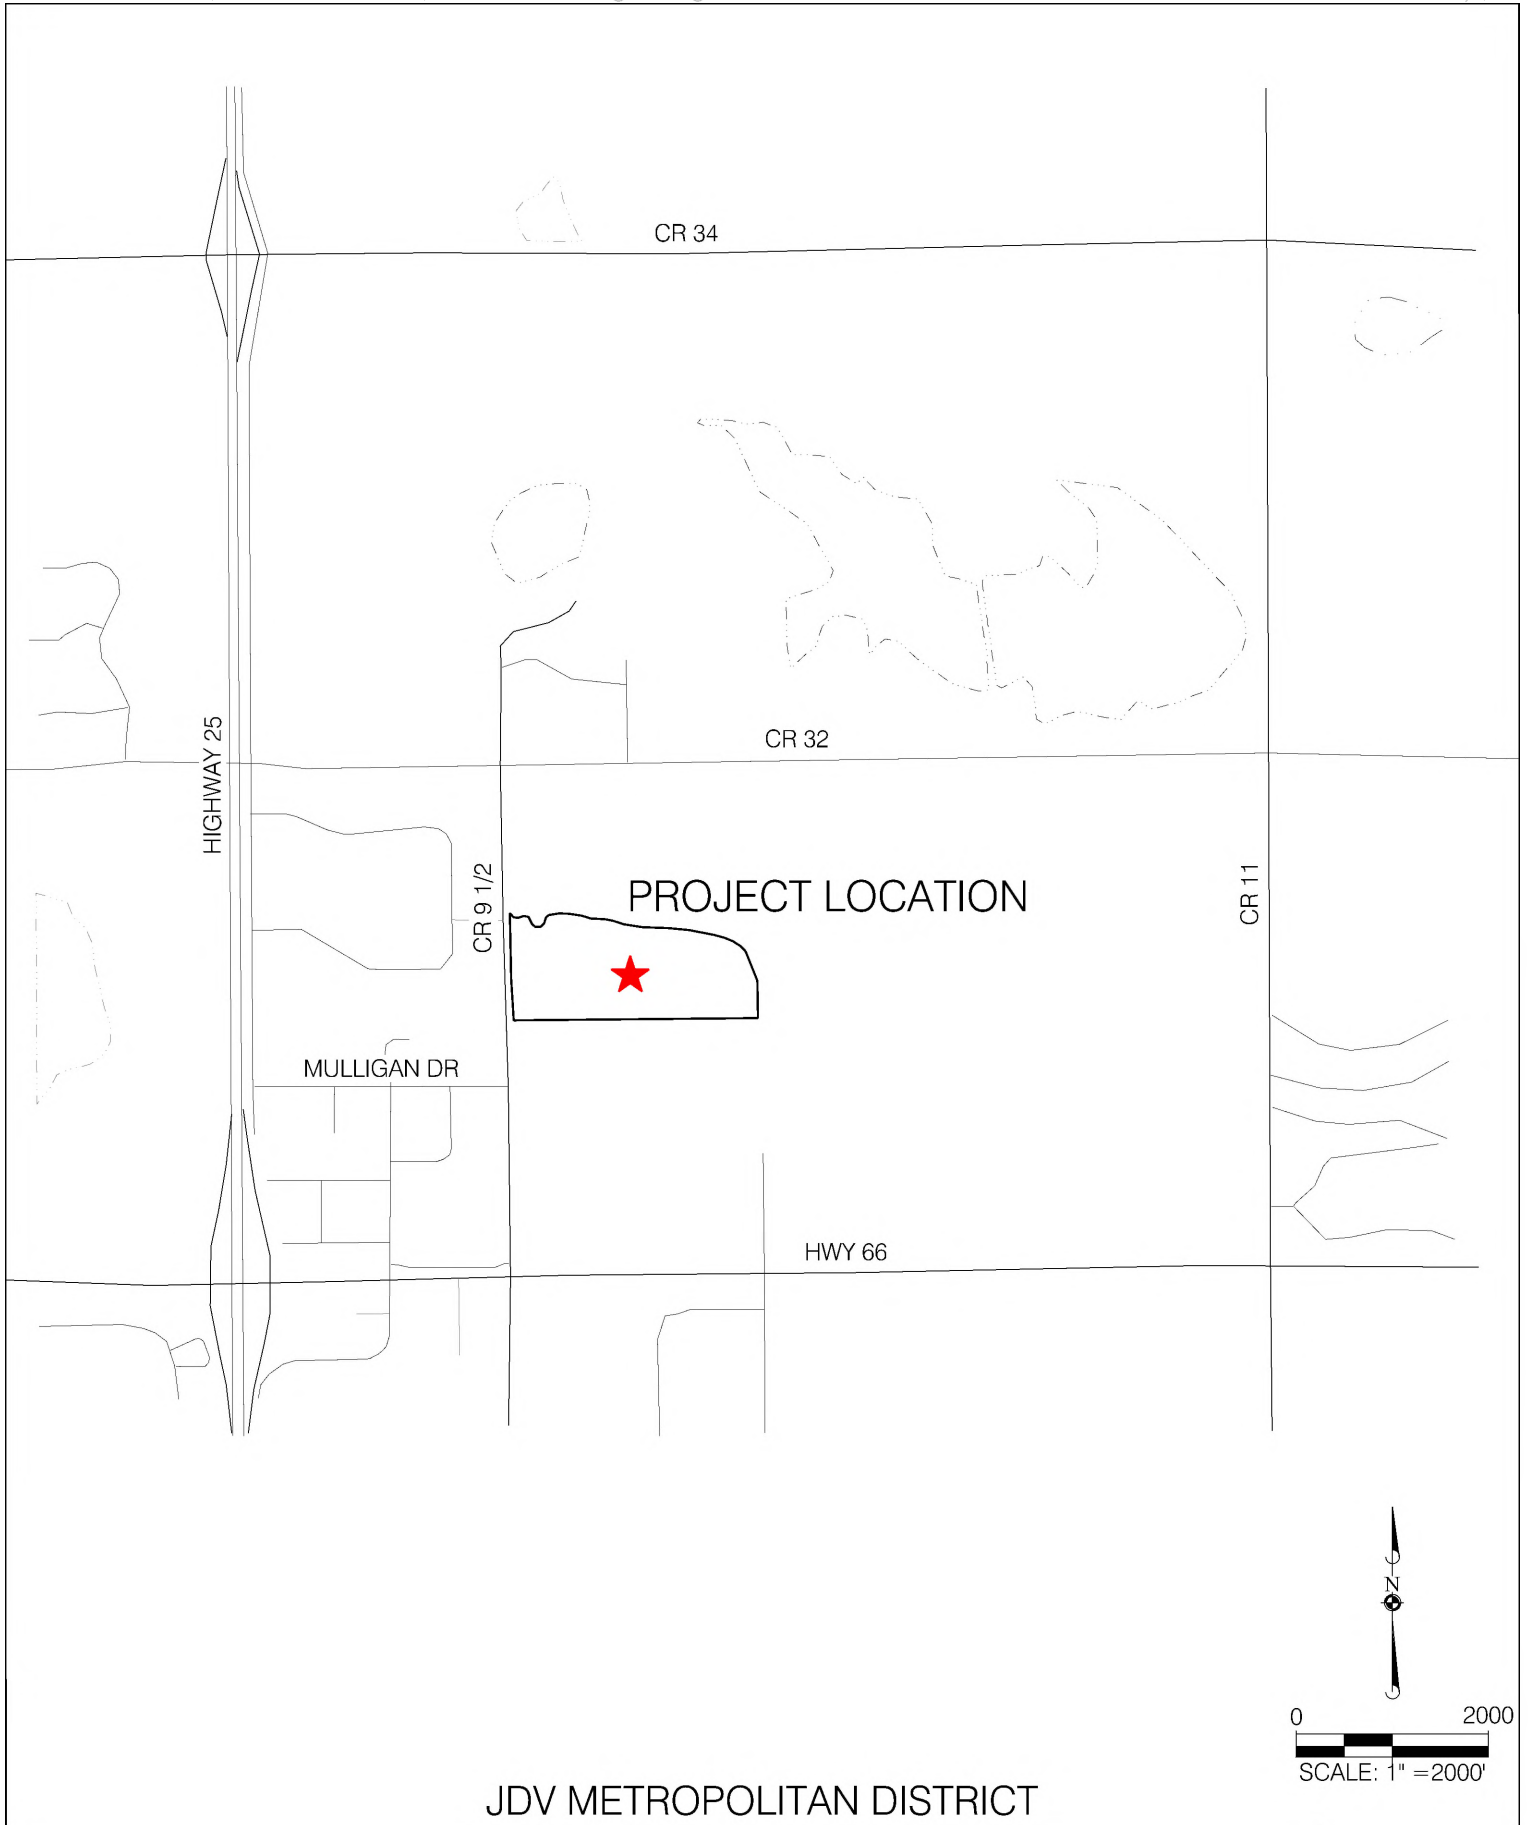 CR 34
HIGHWAY 25
CR 32
CR 9 1/2
PROJECT LOCATION
CR 11
MULLIGAN DR
HWY 66
N
0 2000
SCALE: 1" =2000'
JDV METROPOLITAN DISTRICT